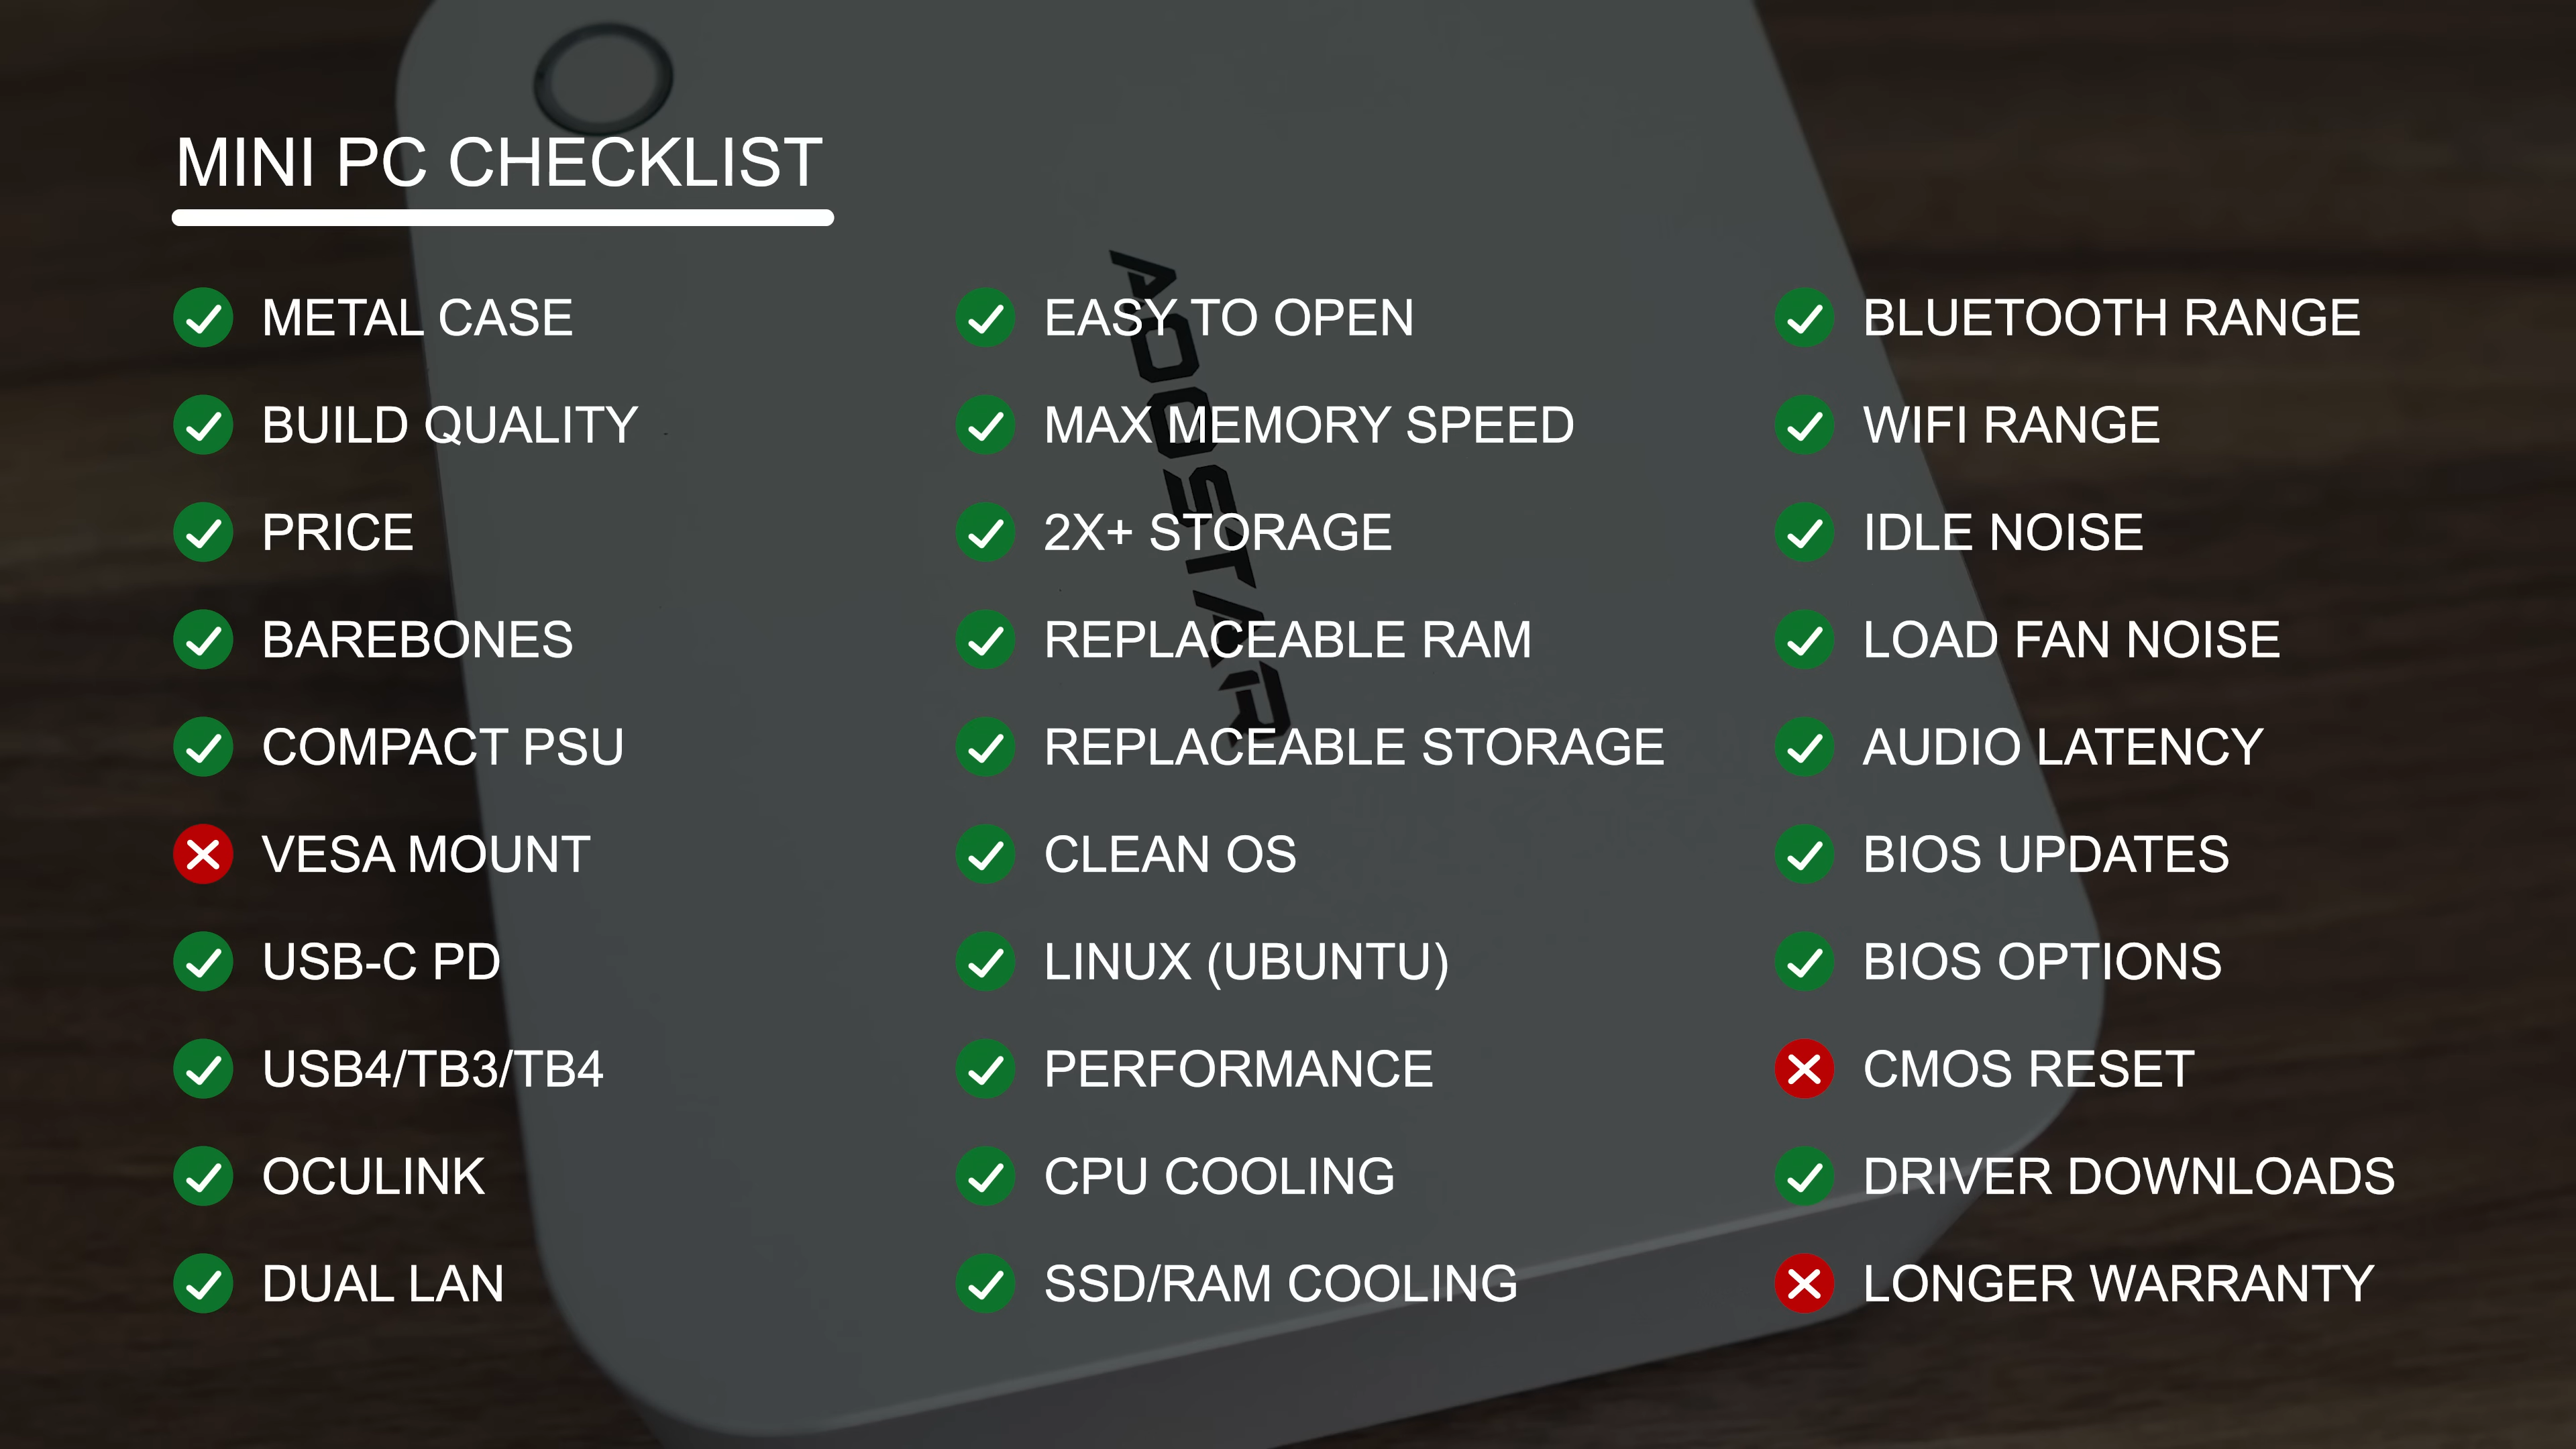 MINI PC CHECKLIST
METAL CASE
BUILD QUALITY
PRICE
BAREBONES
COMPACT PSU
VESA MOUNT
USB-C PD
USB4/TB3/TB4
OCULINK
DUAL LAN
EASY TO OPEN
MAX MEMORY SPEED
2X+ STORAGE
REPLACEABLE RAM
REPLACEABLE STORAGE
CLEAN OS
LINUX (UBUNTU)
PERFORMANCE
CPU COOLING
SSD/RAM COOLING
BLUETOOTH RANGE
WIFI RANGE
IDLE NOISE
LOAD FAN NOISE
AUDIO LATENCY
BIOS UPDATES
BIOS OPTIONS
CMOS RESET
DRIVER DOWNLOADS
LONGER WARRANTY
AOOSTAR